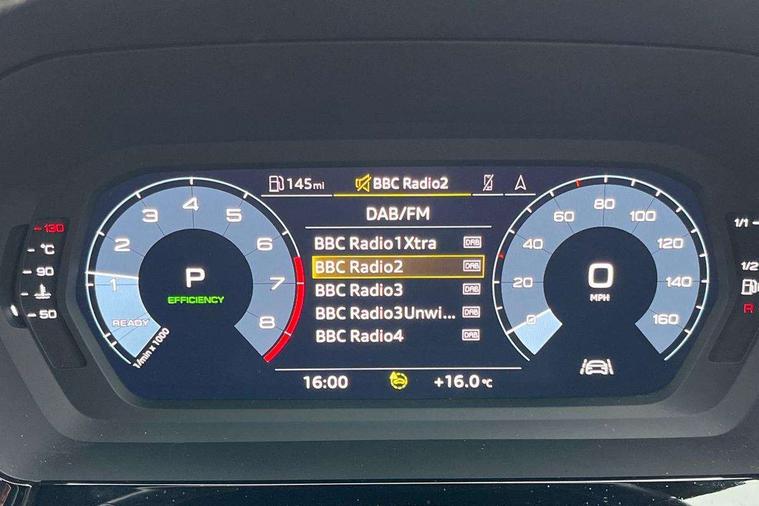 145mi
BBC Radio2
DAB/FM
BBC Radio1Xtra DAB
BBC Radio2 DAB
BBC Radio3 DAB
BBC Radio3Unwi... DAB
BBC Radio4 DAB
16:00
+16.0°C
READY
1
2
3
4
5
6
7
8
1/min x 1000
P
EFFICIENCY
0
20
40
60
80
100
120
140
160
0
MPH
130
°C
90
50
1/1
1/2
R